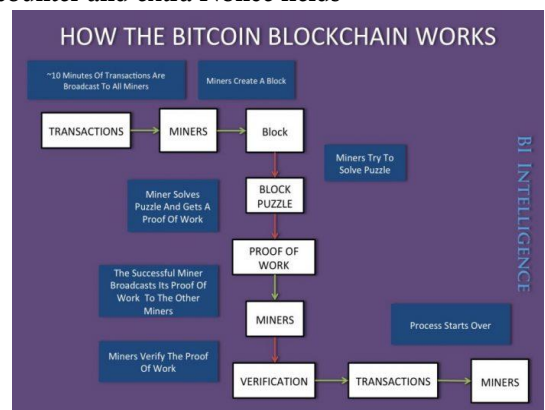 HOW THE BITCOIN BLOCKCHAIN WORKS
~10 Minutes Of Transactions Are
Broadcast To All Miners
Miners Create A Block
TRANSACTIONS
MINERS
Block
Miners Try To
Solve Puzzle
BLOCK
PUZZLE
Miner Solves
Puzzle And Gets A
Proof Of Work
PROOF OF
WORK
The Successful Miner
Broadcasts Its Proof Of
Work To The Other
Miners
MINERS
Process Starts Over
Miners Verify The Proof
Of Work
VERIFICATION
TRANSACTIONS
MINERS
BI INTELLIGENCE